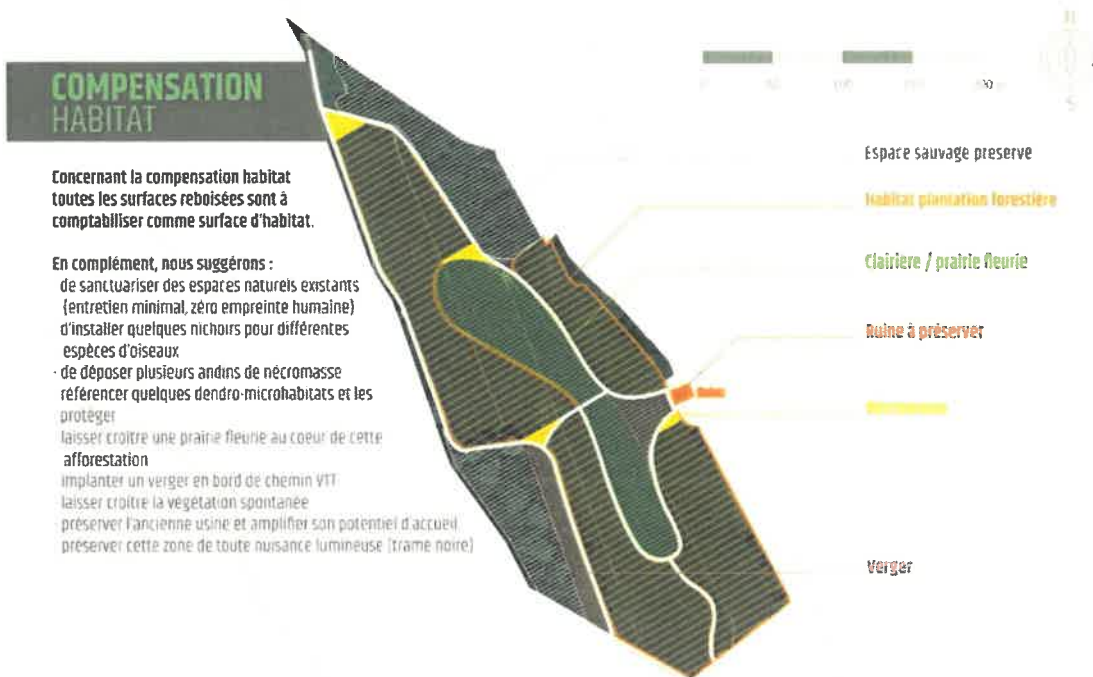 COMPENSATION
HABITAT
Concernant la compensation habitat
toutes les surfaces reboisées sont à
comptabiliser comme surface d'habitat.
En complément, nous suggérons :
de sanctuariser des espaces naturels existants
(entretien minimal, zéro empreinte humaine)
d'installer quelques nichoirs pour différentes
espèces d'oiseaux
· de déposer plusieurs andins de nécromasse
référencer quelques dendro-microhabitats et les
protéger
laisser croître une prairie fleurie au coeur de cette
afforestation
implanter un verger en bord de chemin VTT
laisser croître la végétation spontanée
préserver l'ancienne usine et amplifier son potentiel d'accueil
préserver cette zone de toute nuisance lumineuse (trame noire)
Espace sauvage preserve
Habitat plantation forestière
Clairiere / prairie fleurie
Ruine à préserver
Verger